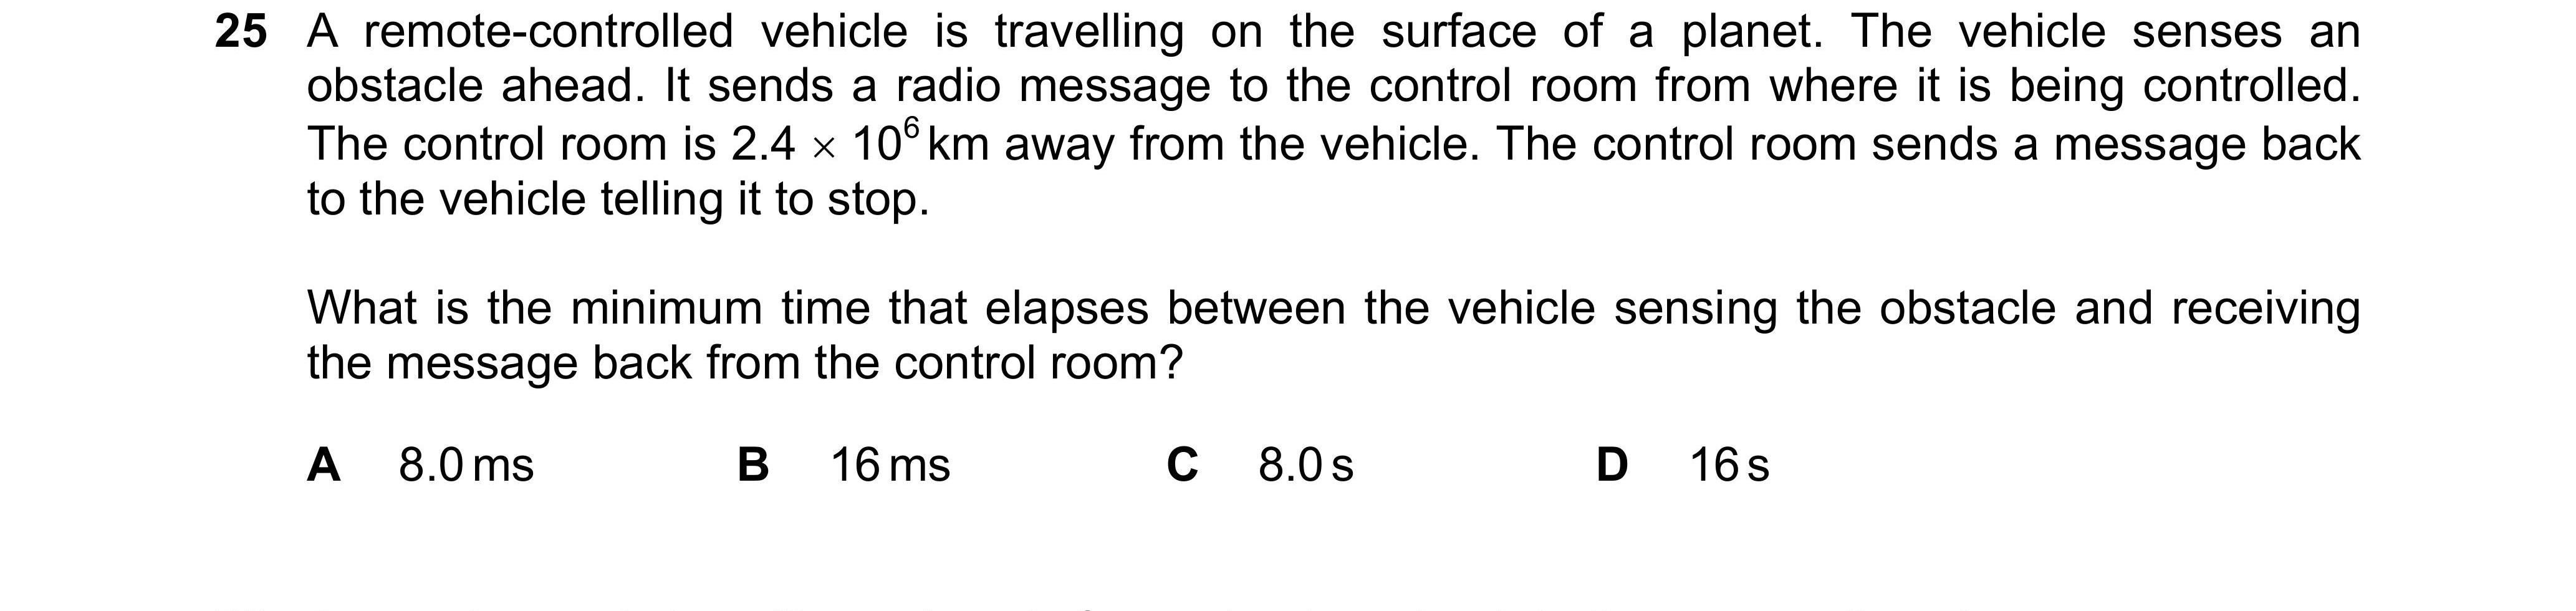 25 A remote-controlled vehicle is travelling on the surface of a planet. The vehicle senses an
obstacle ahead. It sends a radio message to the control room from where it is being controlled.
The control room is 2.4 × 10⁶ km away from the vehicle. The control room sends a message back
to the vehicle telling it to stop.
What is the minimum time that elapses between the vehicle sensing the obstacle and receiving
the message back from the control room?
A 8.0 ms B 16 ms C 8.0 s D 16 s